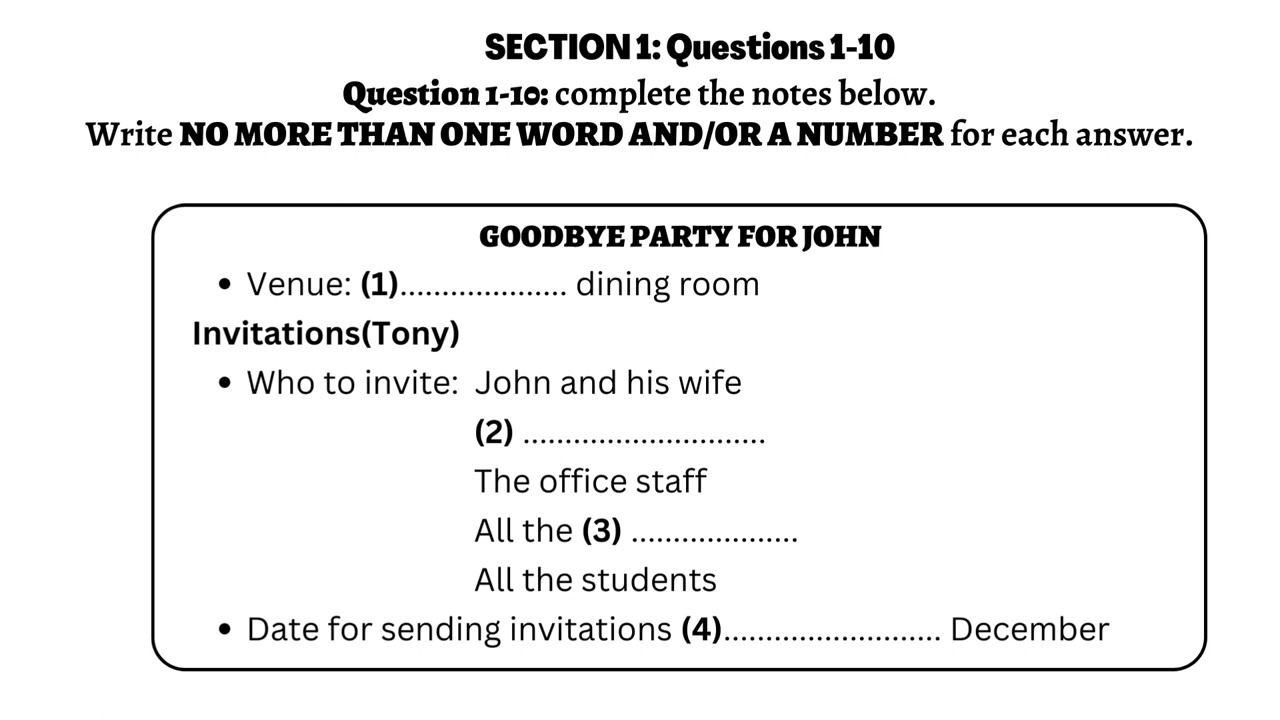 SECTION 1: Questions 1-10
Question 1-10: complete the notes below.
Write NO MORE THAN ONE WORD AND/OR A NUMBER for each answer.
GOODBYE PARTY FOR JOHN
• Venue: (1).................... dining room
Invitations(Tony)
• Who to invite: John and his wife
(2) .............................
The office staff
All the (3) ....................
All the students
• Date for sending invitations (4).......................... December